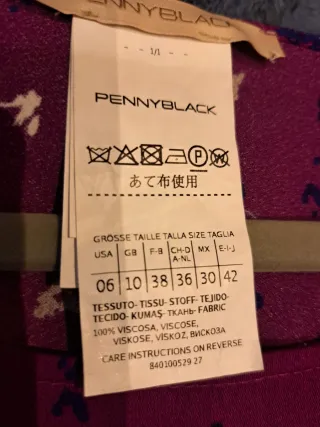 PENNYBLACK
- - 1/1 - -
PENNYBLACK
P
あて布使用
GRÖSSE TAILLE TALLA SIZE TAGLIA
USA GB F-B CH-D A-NL MX E-I-J
06 10 38 36 30 42
TESSUTO-TISSU-STOFF-TEJIDO-
TECIDO-KUMAŞ-ТКАНЬ-FABRIC
100% VISCOSA, VISCOSE,
VISKOSE, VİSKOZ, ВИСКОЗА
CARE INSTRUCTIONS ON REVERSE
840100529 27